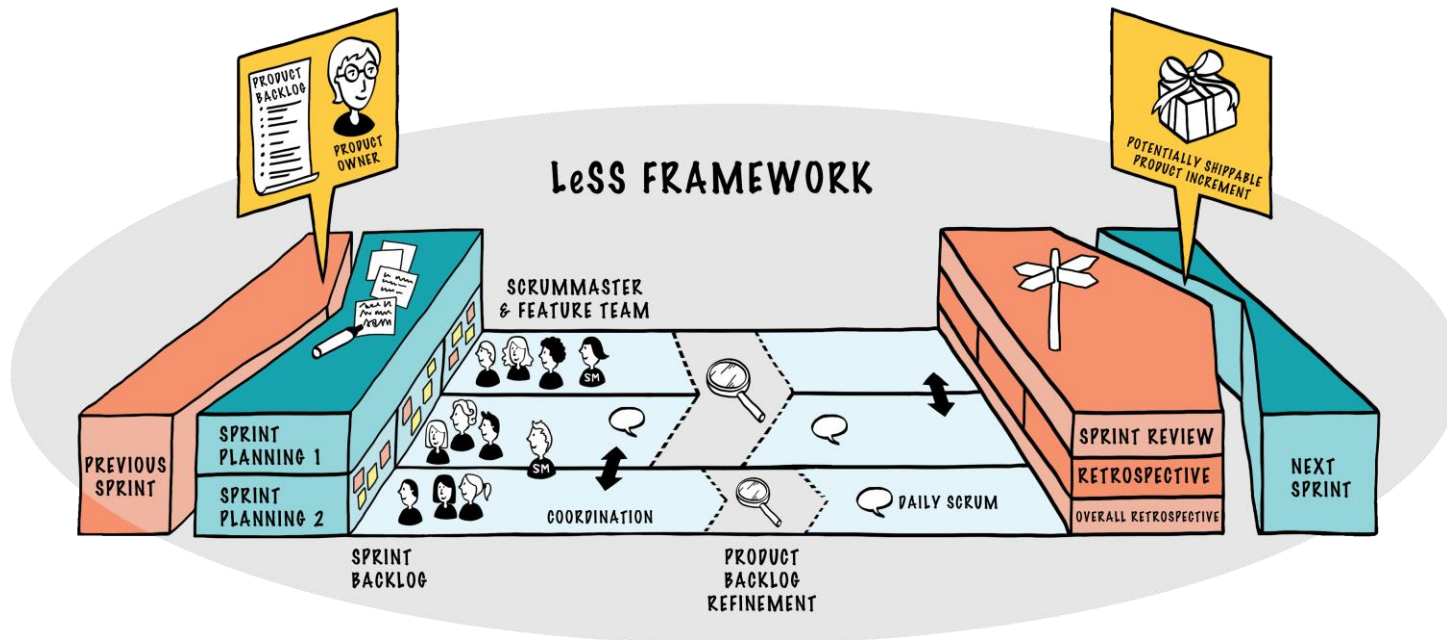 PRODUCT
BACKLOG
PRODUCT
OWNER
LeSS FRAMEWORK
POTENTIALLY SHIPPABLE
PRODUCT INCREMENT
SCRUMMASTER
& FEATURE TEAM
SM
SM
PREVIOUS
SPRINT
SPRINT
PLANNING 1
SPRINT
PLANNING 2
COORDINATION
DAILY SCRUM
SPRINT REVIEW
RETROSPECTIVE
OVERALL RETROSPECTIVE
NEXT
SPRINT
SPRINT
BACKLOG
PRODUCT
BACKLOG
REFINEMENT